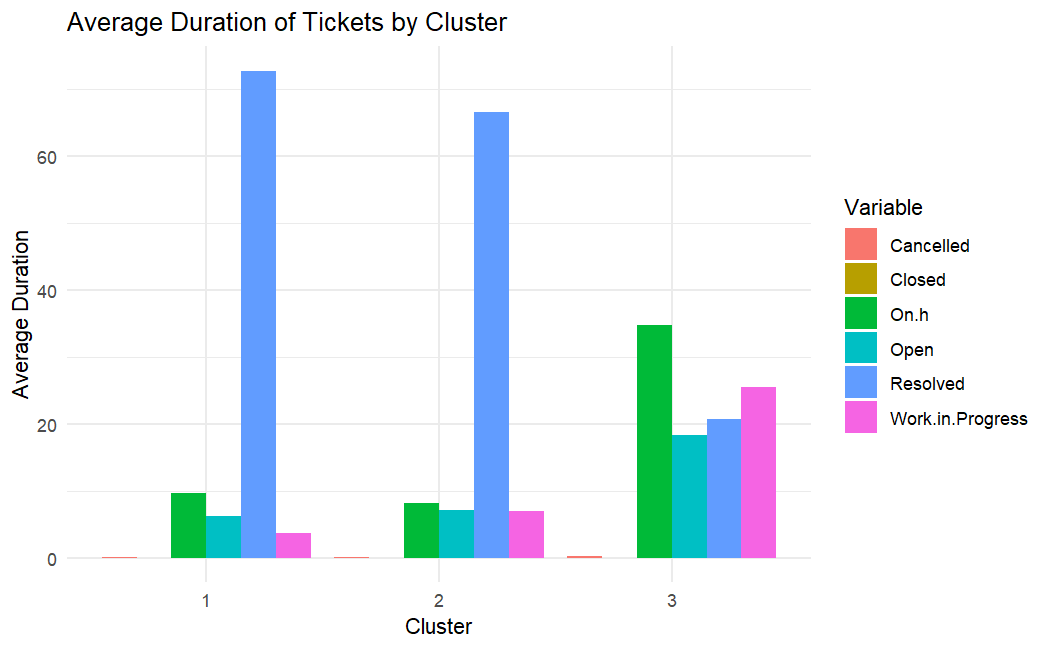 Average Duration of Tickets by Cluster
Average Duration
60
40
20
0
1 2 3
Cluster
Variable
Cancelled
Closed
On.h
Open
Resolved
Work.in.Progress